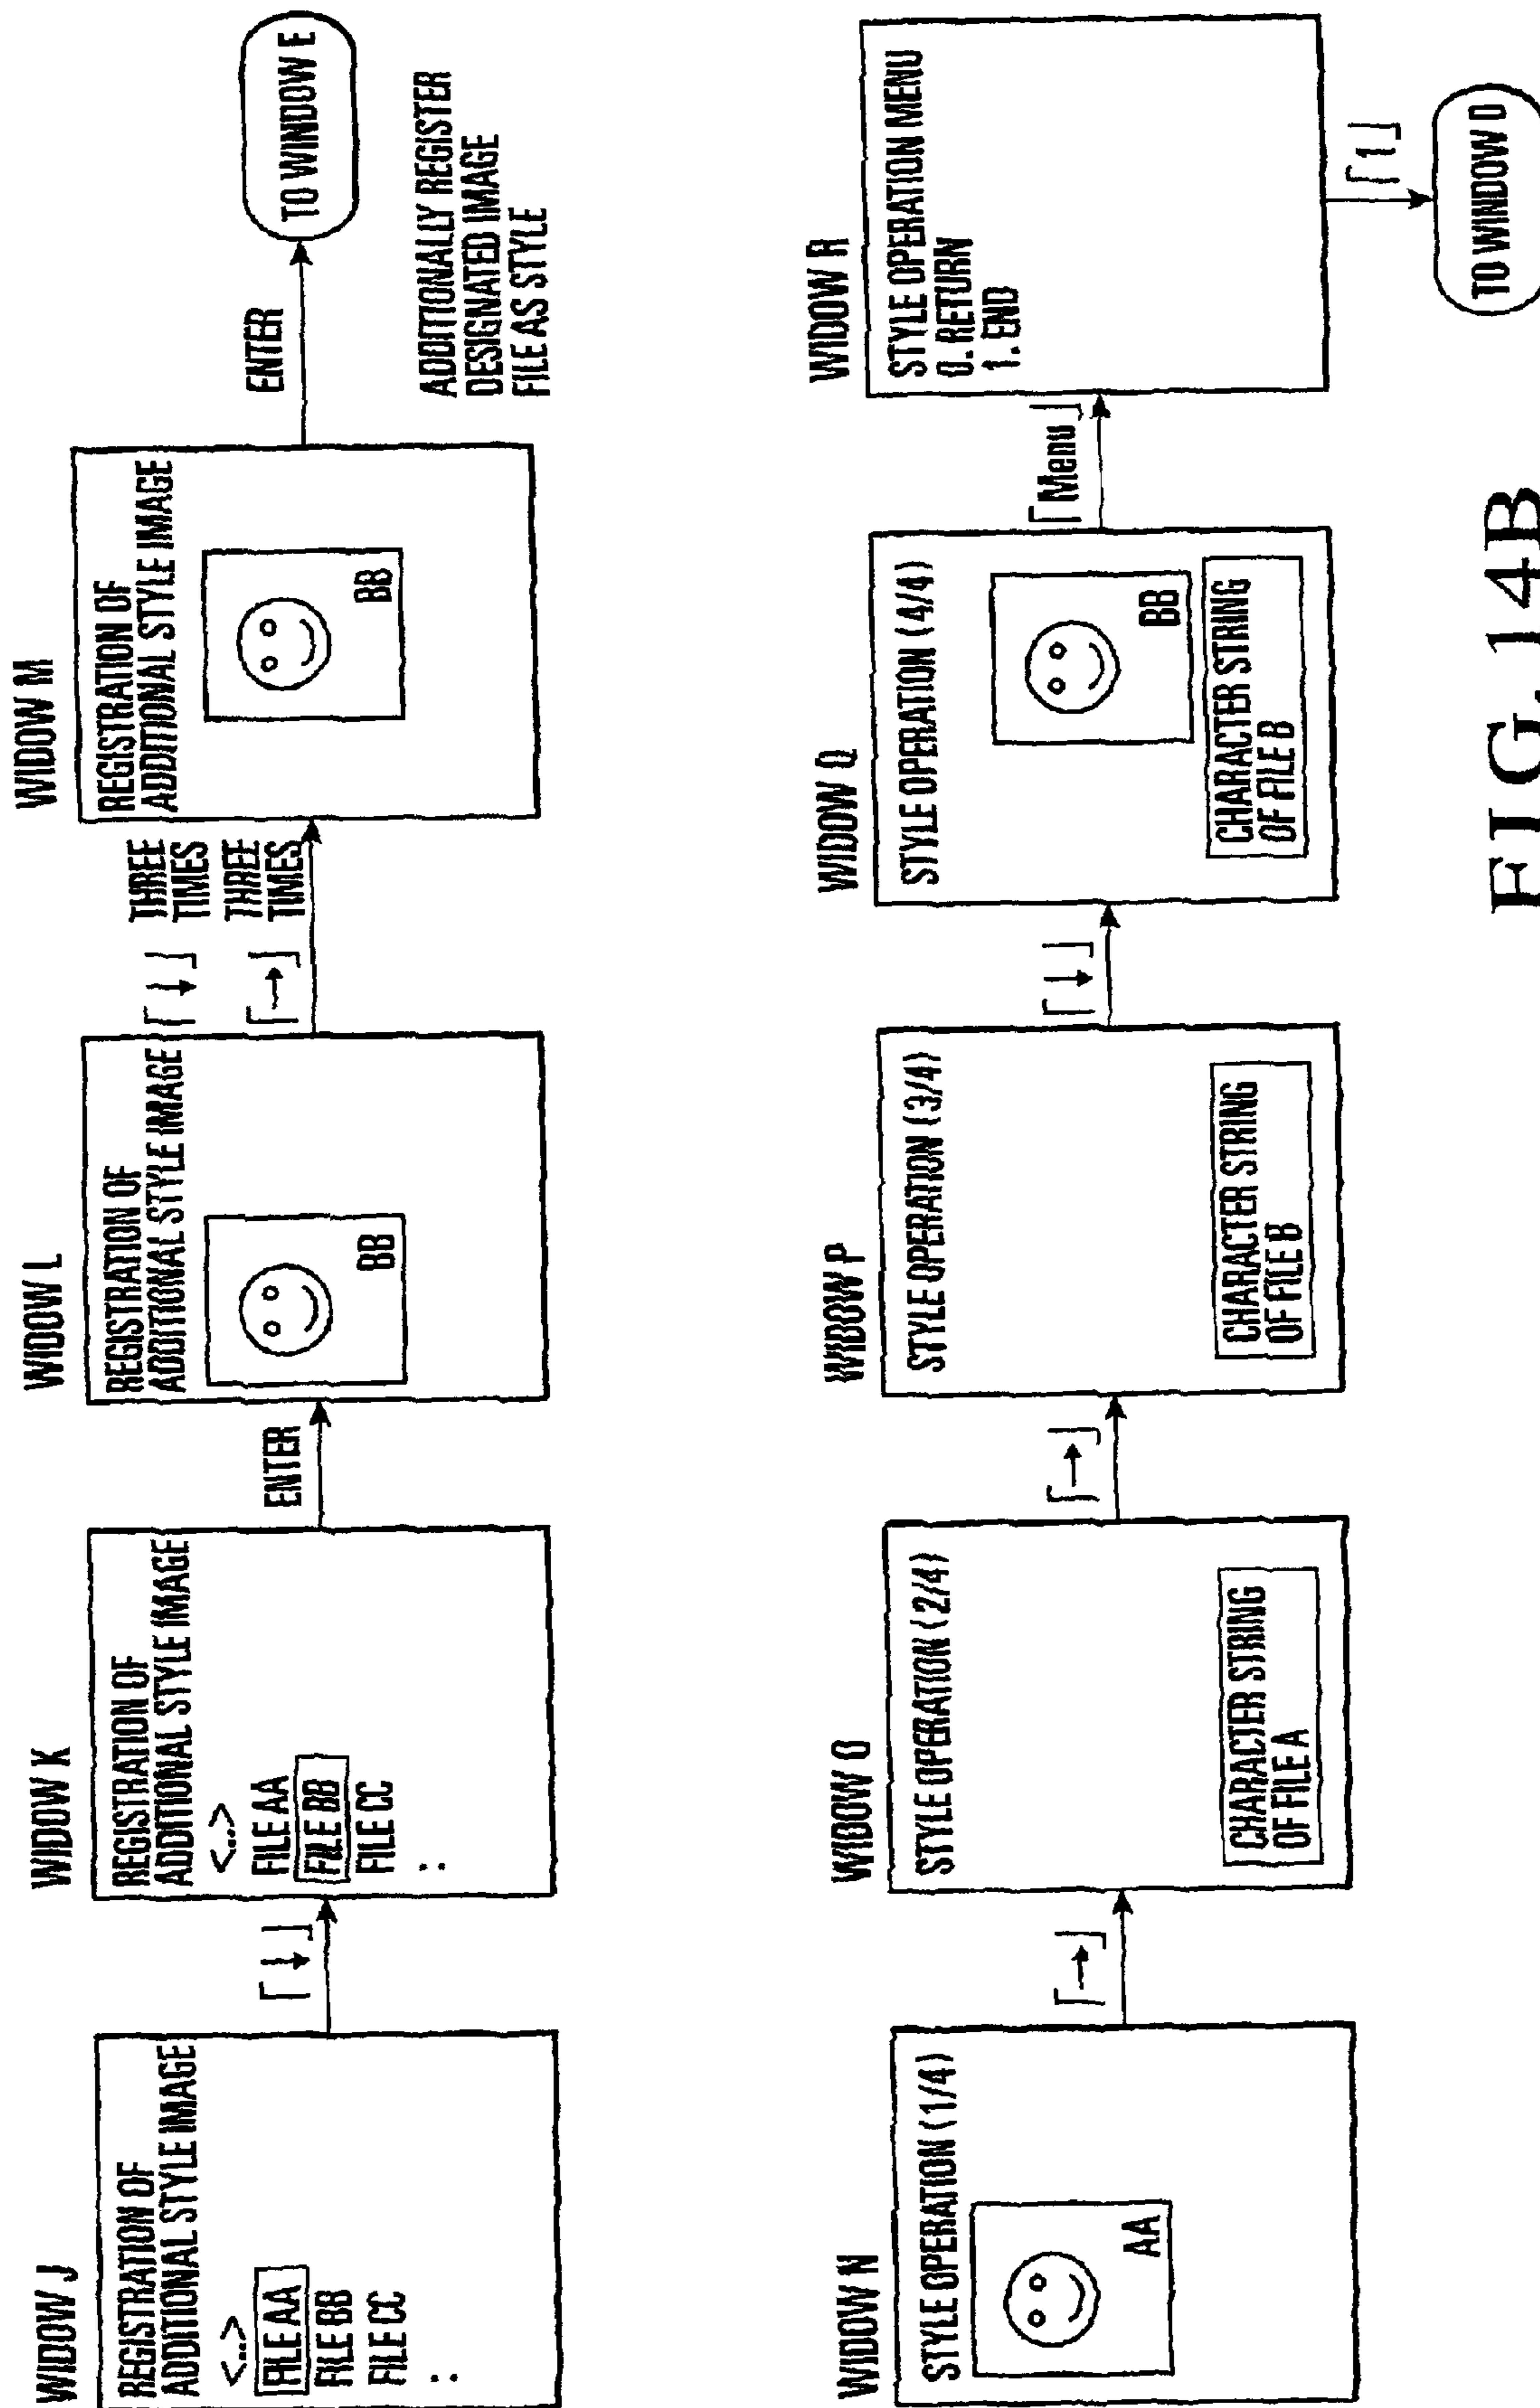 WIDOW J
REGISTRATION OF
ADDITIONAL STYLE IMAGE
<..>
FILE AA
FILE BB
FILE CC
:
「↓」
WIDOW K
REGISTRATION OF
ADDITIONAL STYLE IMAGE
<..>
FILE AA
FILE BB
FILE CC
:
ENTER
WIDOW L
REGISTRATION OF
ADDITIONAL STYLE IMAGE
BB
「↓」 THREE
TIMES
「→」 THREE
TIMES
WIDOW M
REGISTRATION OF
ADDITIONAL STYLE IMAGE
BB
ENTER
TO WINDOW E
ADDITIONALLY REGISTER
DESIGNATED IMAGE
FILE AS STYLE
WIDOW N
STYLE OPERATION (1/4)
AA
「→」
WIDOW O
STYLE OPERATION (2/4)
CHARACTER STRING
OF FILE A
「→」
WIDOW P
STYLE OPERATION (3/4)
CHARACTER STRING
OF FILE B
「↓」
WIDOW Q
STYLE OPERATION (4/4)
BB
CHARACTER STRING
OF FILE B
「Menu」
WIDOW R
STYLE OPERATION MENU
0. RETURN
1. END
「1」
TO WINDOW D
FIG. 14B